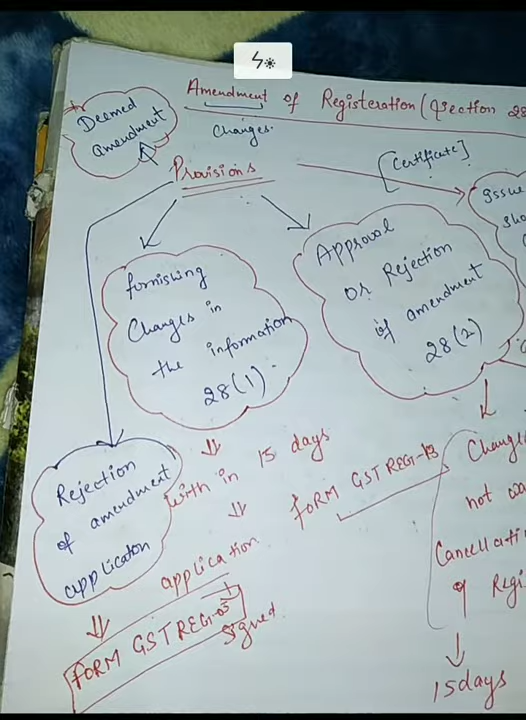 Amendment of Registeration (Section 28
Changes.
Deemed
amendment
Provisions
[Certificate]
Issue
furnishing
Changes in
the information
28(1).
Approval
or Rejection
of amendment
28(2)
Rejection
of amendment
application
with in 15 days
application
FORM GST REG-13
FORM GST REG-05
signed
Changes
not
Cancellati
of Regi
15 days